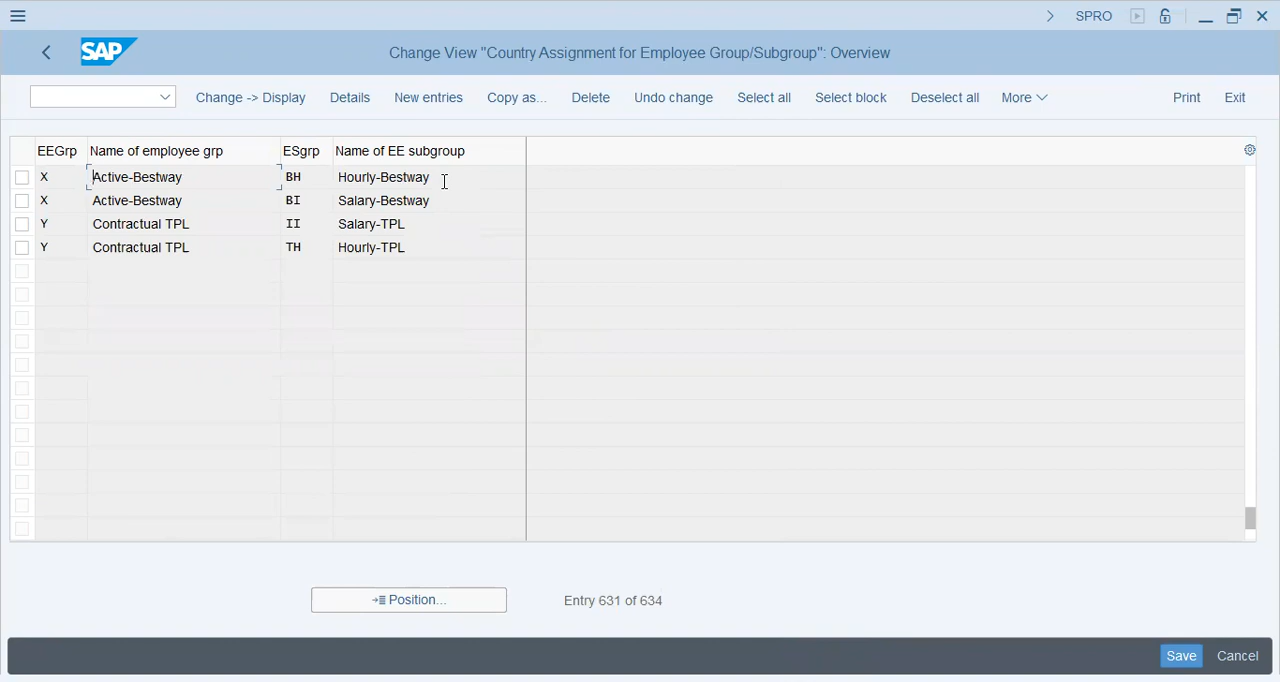 SPRO
SAP
Change View "Country Assignment for Employee Group/Subgroup": Overview
Change -> Display Details New entries Copy as... Delete Undo change Select all Select block Deselect all More Print Exit
EEGrp Name of employee grp ESgrp Name of EE subgroup
X Active-Bestway BH Hourly-Bestway
X Active-Bestway BI Salary-Bestway
Y Contractual TPL II Salary-TPL
Y Contractual TPL TH Hourly-TPL
Position... Entry 631 of 634
Save Cancel